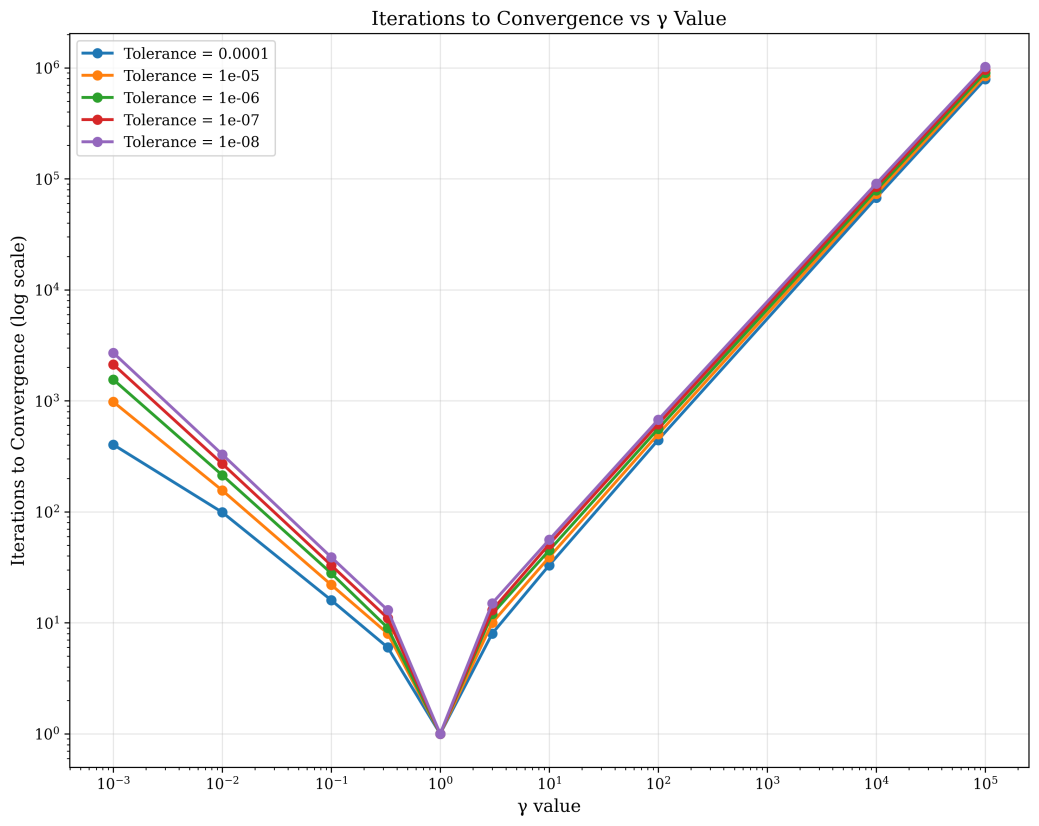 Iterations to Convergence vs γ Value
Tolerance = 0.0001
Tolerance = 1e-05
Tolerance = 1e-06
Tolerance = 1e-07
Tolerance = 1e-08
Iterations to Convergence (log scale)
10⁶
10⁵
10⁴
10³
10²
10¹
10⁰
10⁻³ 10⁻² 10⁻¹ 10⁰ 10¹ 10² 10³ 10⁴ 10⁵
γ value